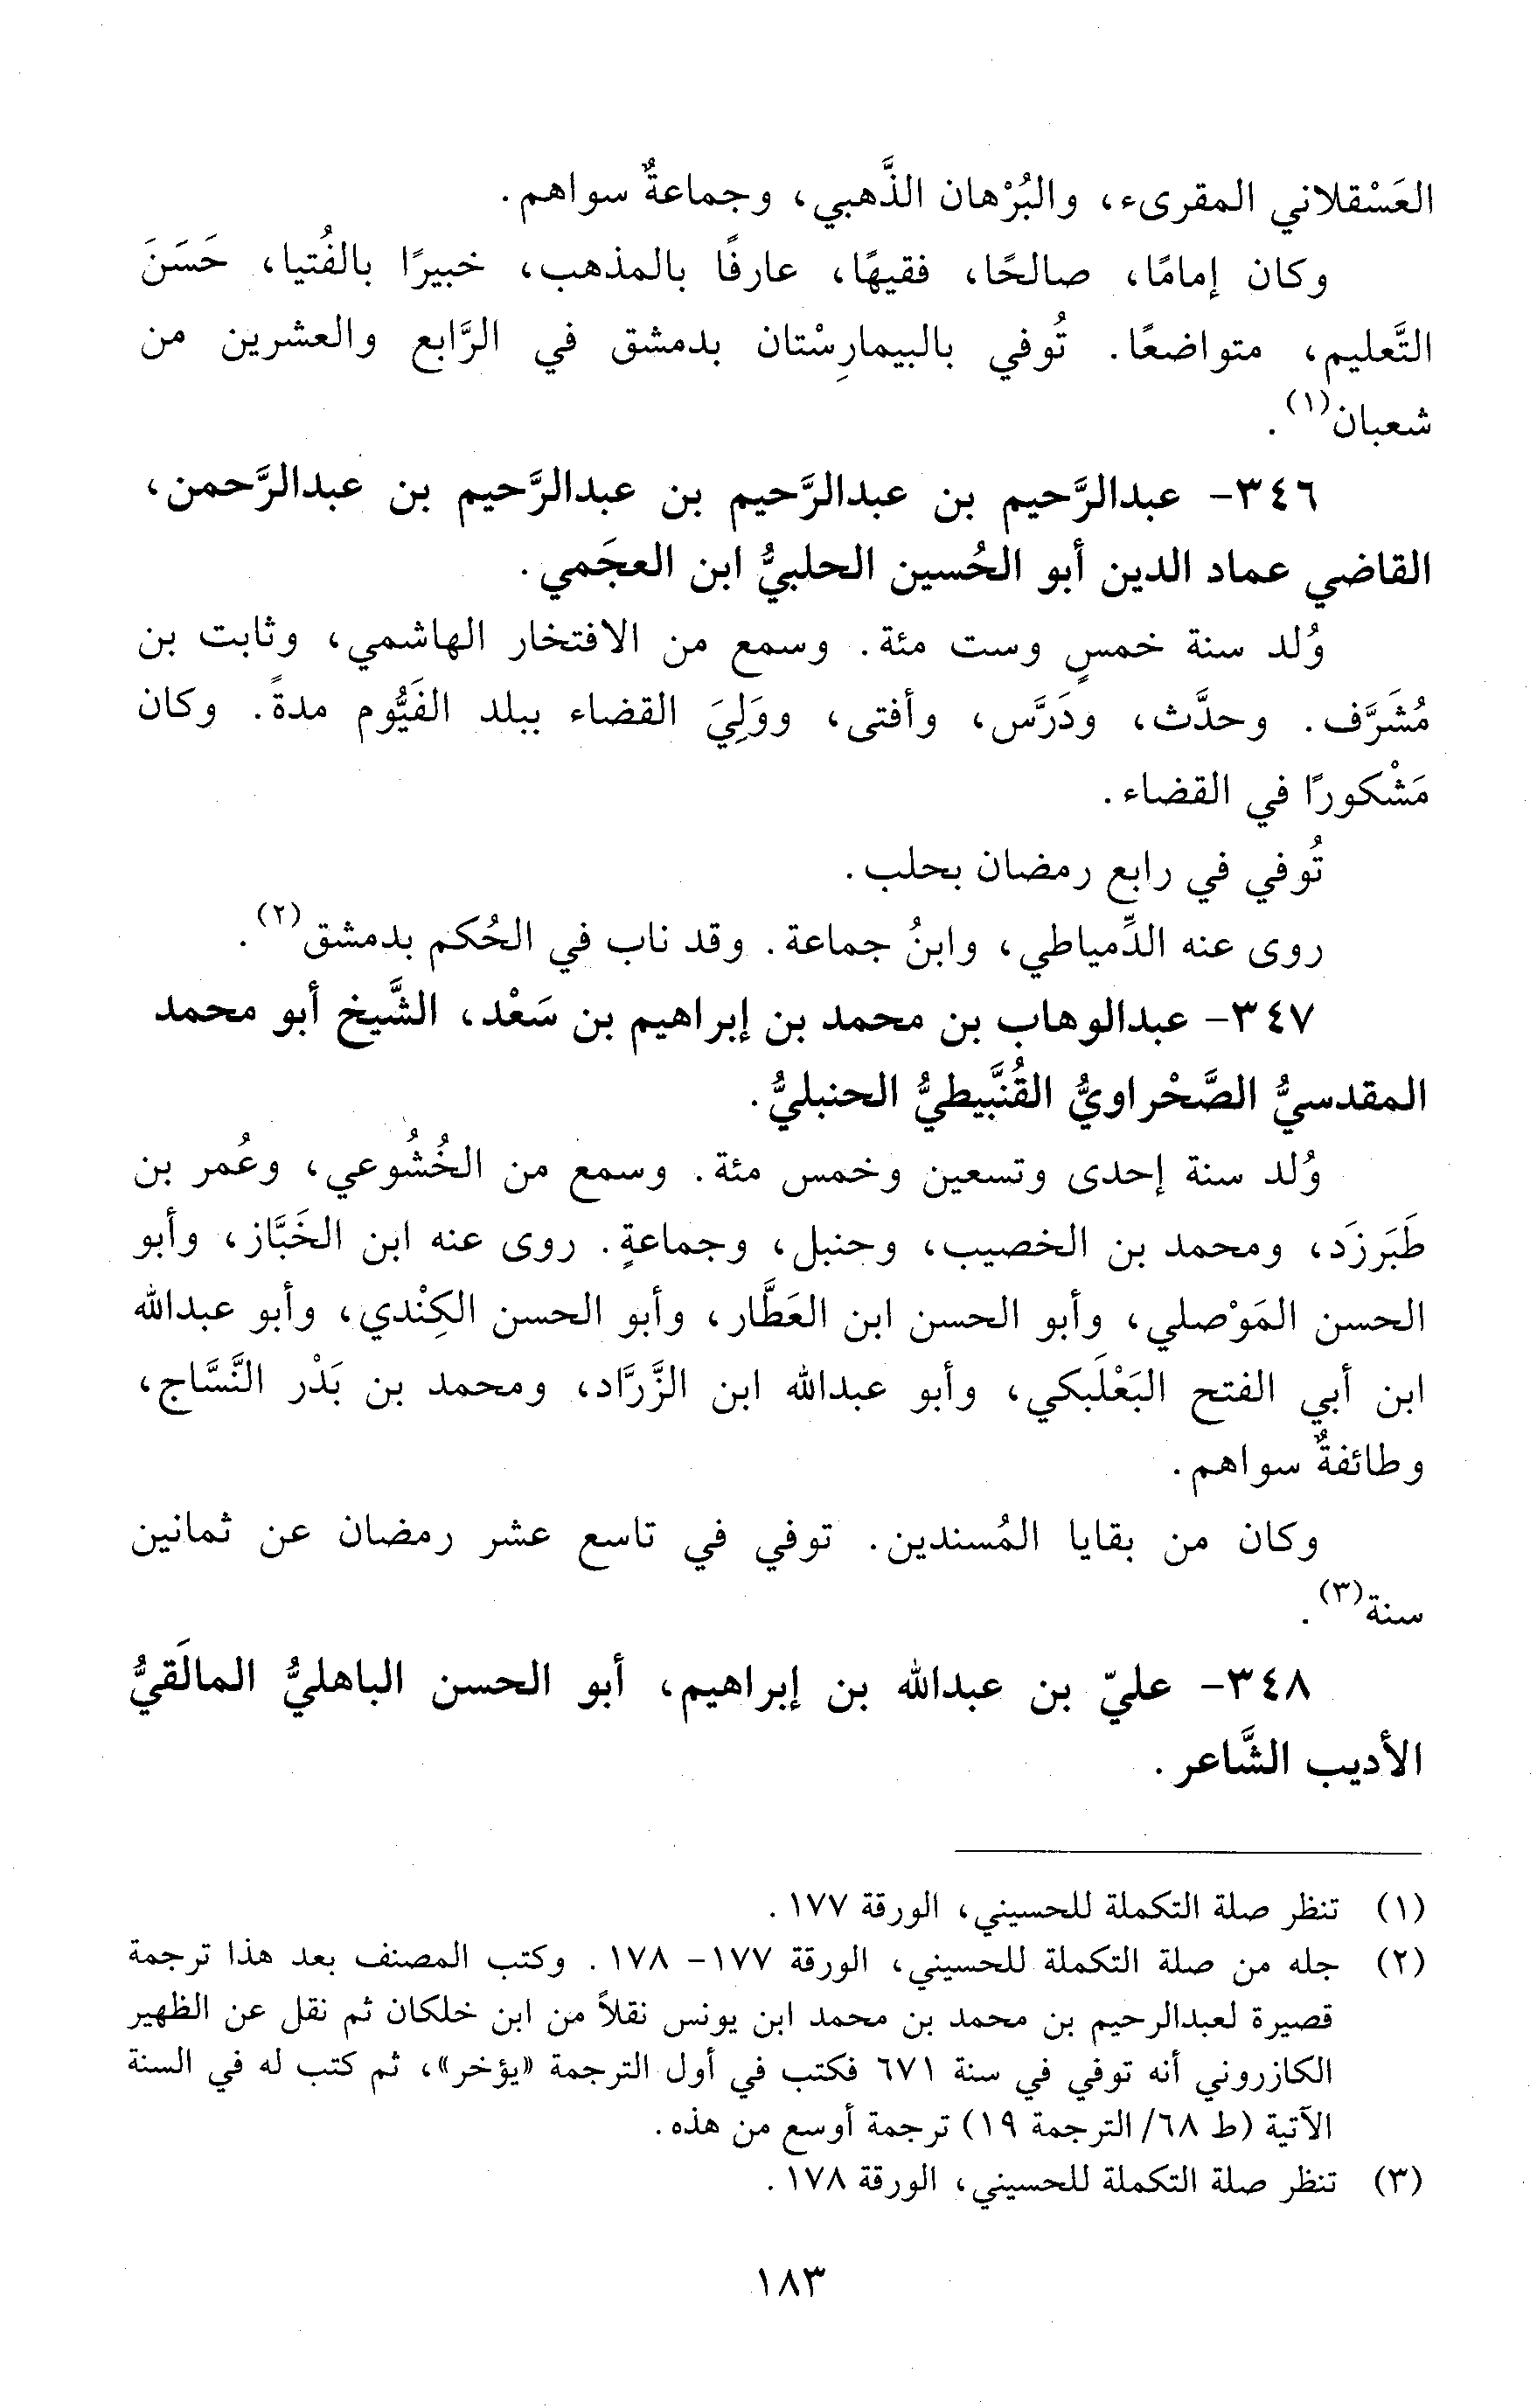 العَسْقلاني المقرىء، والبُرْهان الذَّهبي، وجماعةٌ سواهم.
وكان إمامًا، صالحًا، فقيهًا، عارفًا بالمذهب، خبيرًا بالفُتيا، حَسَنَ
التَّعليم، متواضعًا. تُوفي بالبيمارِسْتان بدمشق في الرَّابع والعشرين من
شعبان(١).
٣٤٦- عبدالرَّحيم بن عبدالرَّحيم بن عبدالرَّحيم بن عبدالرَّحمن،
القاضي عماد الدين أبو الحُسين الحلبيُّ ابن العجَمي.
وُلد سنة خمسٍ وست مئة. وسمع من الافتخار الهاشمي، وثابت بن
مُشَرَّف. وحدَّث، ودَرَّس، وأفتى، ووَلِيَ القضاء ببلد الفَيُّوم مدةً. وكان
مَشْكورًا في القضاء.
تُوفي في رابع رمضان بحلب.
روى عنه الدِّمياطي، وابنُ جماعة. وقد ناب في الحُكم بدمشق(٢).
٣٤٧- عبدالوهاب بن محمد بن إبراهيم بن سَعْد، الشَّيخ أبو محمد
المقدسيُّ الصَّحْراويُّ القُنَّبيطيُّ الحنبليُّ.
وُلد سنة إحدى وتسعين وخمس مئة. وسمع من الخُشُوعي، وعُمر بن
طَبَرزَد، ومحمد بن الخصيب، وحنبل، وجماعةٍ. روى عنه ابن الخَبَّاز، وأبو
الحسن المَوْصلي، وأبو الحسن ابن العَطَّار، وأبو الحسن الكِنْدي، وأبو عبدالله
ابن أبي الفتح البَعْلَبكي، وأبو عبدالله ابن الزَّرَّاد، ومحمد بن بَدْر النَّسَّاج،
وطائفةٌ سواهم.
وكان من بقايا المُسندين. توفي في تاسع عشر رمضان عن ثمانين
سنة(٣).
٣٤٨- عليّ بن عبدالله بن إبراهيم، أبو الحسن الباهليُّ المالَقيُّ
الأديب الشَّاعر.
(١) تنظر صلة التكملة للحسيني، الورقة ١٧٧.
(٢) جله من صلة التكملة للحسيني، الورقة ١٧٧- ١٧٨. وكتب المصنف بعد هذا ترجمة
قصيرة لعبدالرحيم بن محمد بن محمد ابن يونس نقلاً من ابن خلكان ثم نقل عن الظهير
الكازروني أنه توفي في سنة ٦٧١ فكتب في أول الترجمة «يؤخر»، ثم كتب له في السنة
الآتية (ط ٦٨/ الترجمة ١٩) ترجمة أوسع من هذه.
(٣) تنظر صلة التكملة للحسيني، الورقة ١٧٨.
١٨٣